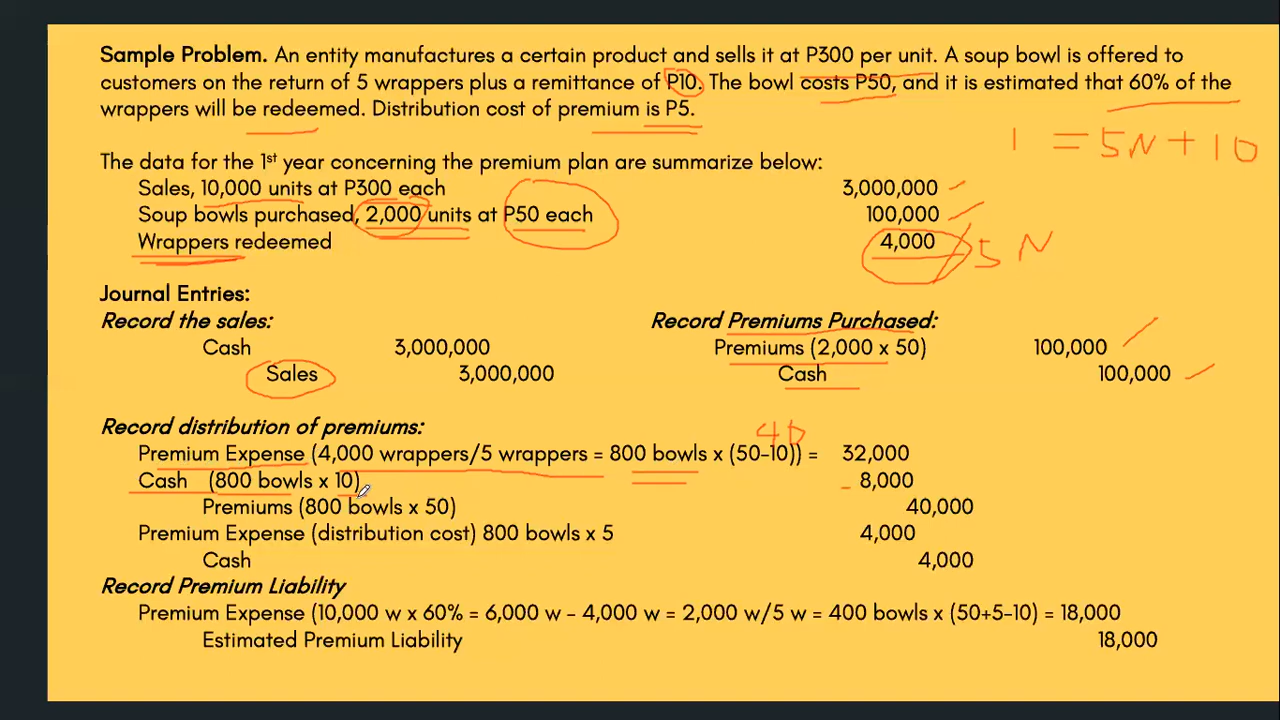 Sample Problem. An entity manufactures a certain product and sells it at P300 per unit. A soup bowl is offered to
customers on the return of 5 wrappers plus a remittance of P10. The bowl costs P50, and it is estimated that 60% of the
wrappers will be redeemed. Distribution cost of premium is P5.
1 = 5N + 10
The data for the 1st year concerning the premium plan are summarize below:
Sales, 10,000 units at P300 each 3,000,000
Soup bowls purchased, 2,000 units at P50 each 100,000
Wrappers redeemed 4,000 / 5 N
Journal Entries:
Record the sales: Record Premiums Purchased:
Cash 3,000,000 Premiums (2,000 x 50) 100,000
Sales 3,000,000 Cash 100,000
Record distribution of premiums:
40
Premium Expense (4,000 wrappers/5 wrappers = 800 bowls x (50-10)) = 32,000
Cash (800 bowls x 10) 8,000
Premiums (800 bowls x 50) 40,000
Premium Expense (distribution cost) 800 bowls x 5 4,000
Cash 4,000
Record Premium Liability
Premium Expense (10,000 w x 60% = 6,000 w - 4,000 w = 2,000 w/5 w = 400 bowls x (50+5-10) = 18,000
Estimated Premium Liability 18,000